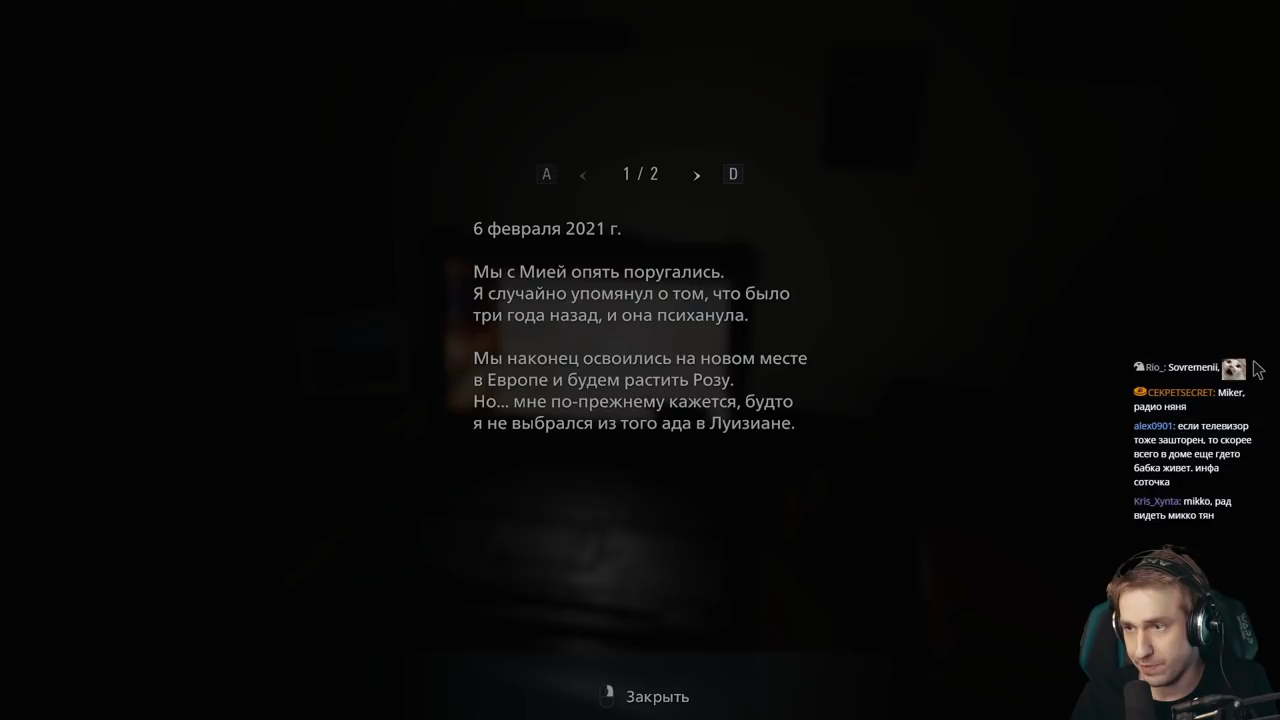 A < 1 / 2 > D
6 февраля 2021 г.
Мы с Мией опять поругались.
Я случайно упомянул о том, что было
три года назад, и она психанула.
Мы наконец освоились на новом месте
в Европе и будем растить Розу.
Но... мне по-прежнему кажется, будто
я не выбрался из того ада в Луизиане.
Rio_: Sovremenii,
CEKPETSECRET: Miker,
радио няня
alex0901: если телевизор
тоже зашторен, то скорее
всего в доме еще гдето
бабка живет. инфа
соточка
Kris_Xynta: mikko, рад
видеть микко тян
Закрыть